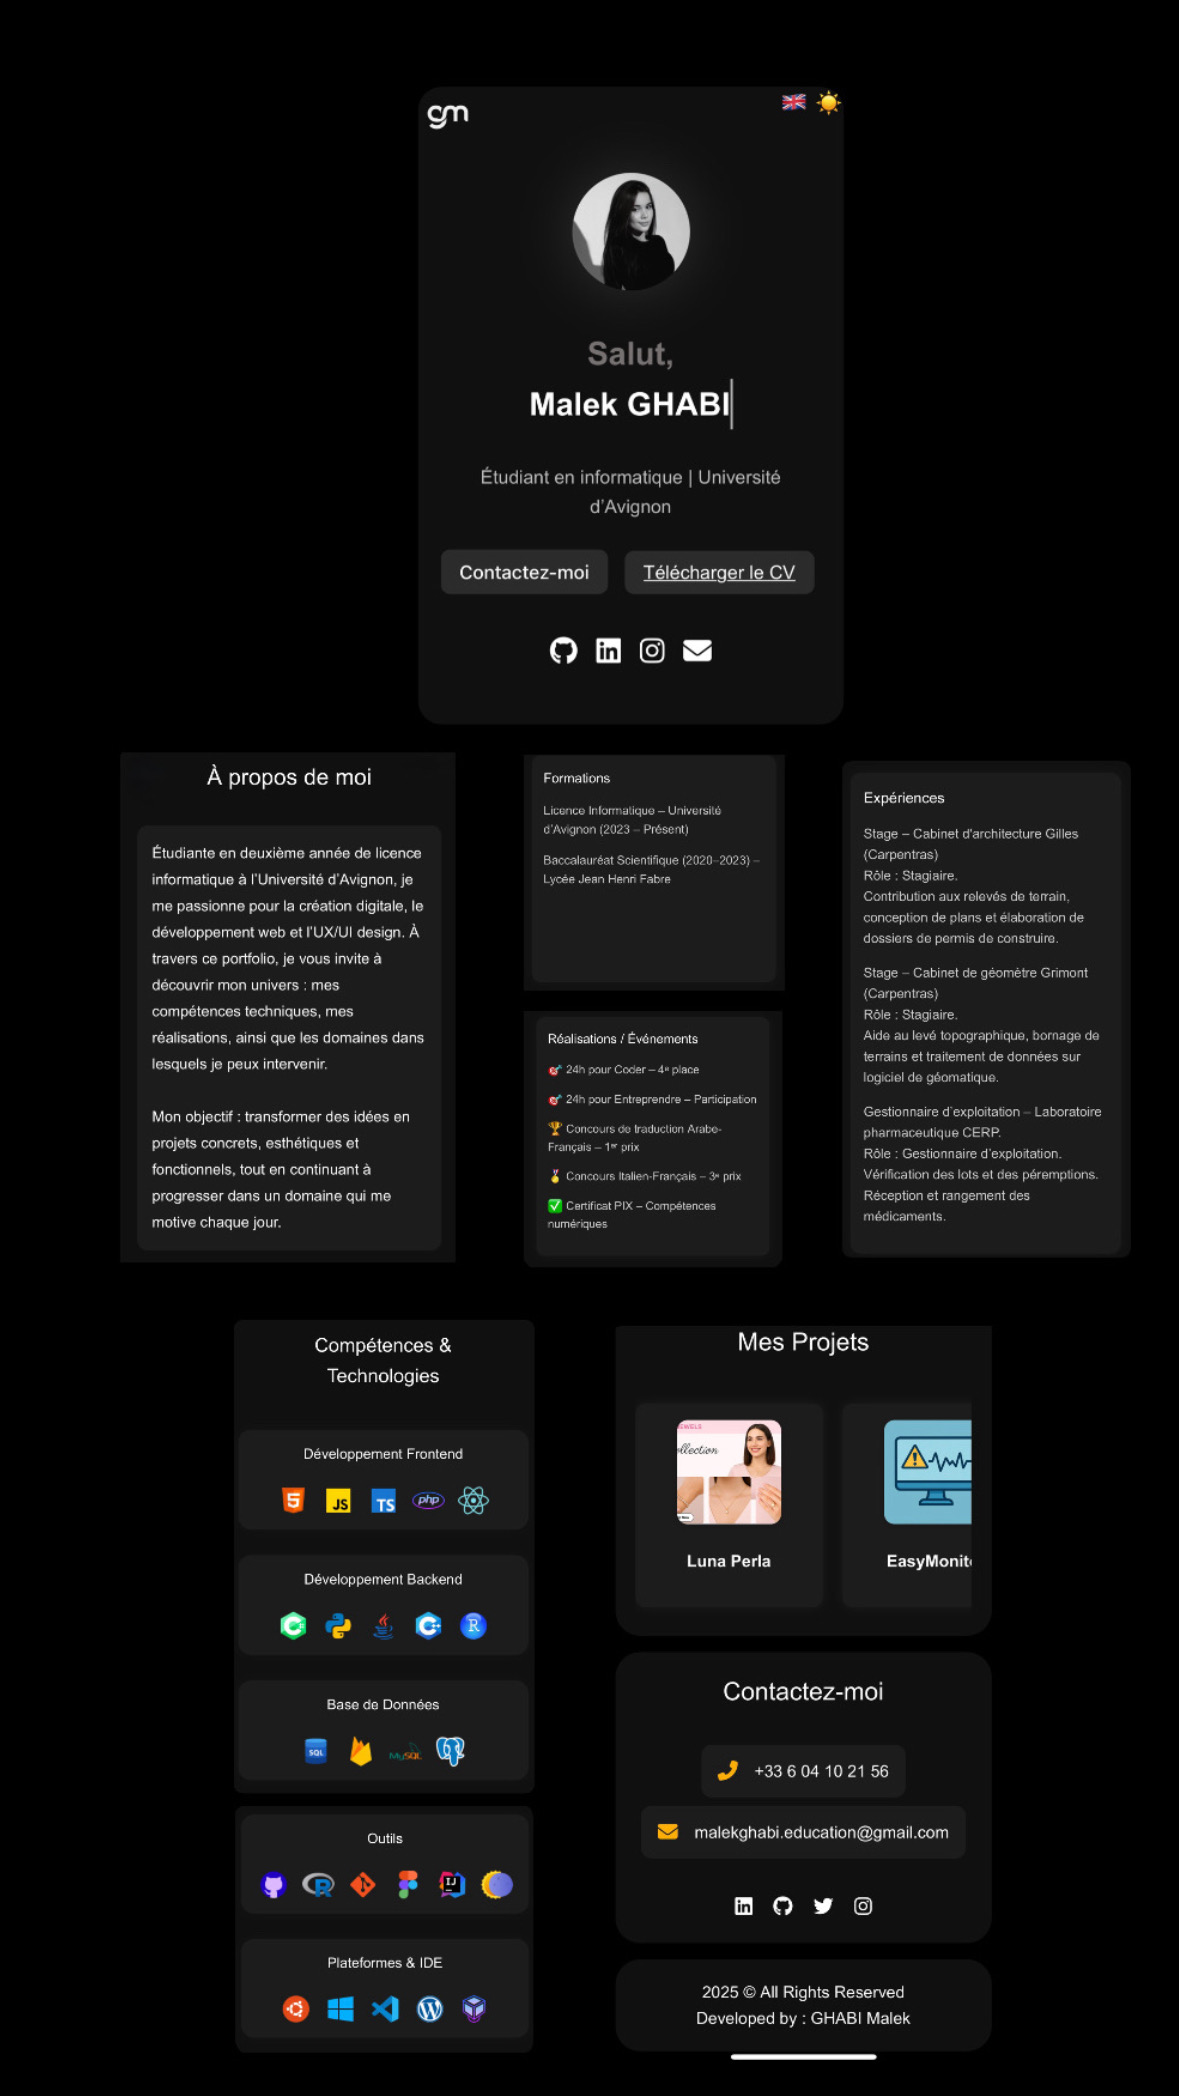 gm
Salut,
Malek GHABI
Étudiant en informatique | Université
d'Avignon
Contactez-moi
Télécharger le CV
À propos de moi
Étudiante en deuxième année de licence
informatique à l'Université d'Avignon, je
me passionne pour la création digitale, le
développement web et l'UX/UI design. À
travers ce portfolio, je vous invite à
découvrir mon univers : mes
compétences techniques, mes
réalisations, ainsi que les domaines dans
lesquels je peux intervenir.
Mon objectif : transformer des idées en
projets concrets, esthétiques et
fonctionnels, tout en continuant à
progresser dans un domaine qui me
motive chaque jour.
Formations
Licence Informatique – Université
d'Avignon (2023 – Présent)
Baccalauréat Scientifique (2020–2023) –
Lycée Jean Henri Fabre
Réalisations / Événements
24h pour Coder – 4ᵉ place
24h pour Entreprendre – Participation
Concours de traduction Arabe-
Français – 1ᵉʳ prix
Concours Italien-Français – 3ᵉ prix
Certificat PIX – Compétences
numériques
Expériences
Stage – Cabinet d'architecture Gilles
(Carpentras)
Rôle : Stagiaire.
Contribution aux relevés de terrain,
conception de plans et élaboration de
dossiers de permis de construire.
Stage – Cabinet de géomètre Grimont
(Carpentras)
Rôle : Stagiaire.
Aide au levé topographique, bornage de
terrains et traitement de données sur
logiciel de géomatique.
Gestionnaire d'exploitation – Laboratoire
pharmaceutique CERP.
Rôle : Gestionnaire d'exploitation.
Vérification des lots et des péremptions.
Réception et rangement des
médicaments.
Compétences &
Technologies
Développement Frontend
5 JS TS php
Développement Backend
C C++ R
Base de Données
SQL MySQL
Outils
R IJ
Plateformes & IDE
Mes Projets
EWELS
ollection
Luna Perla
EasyMonito
Contactez-moi
+33 6 04 10 21 56
malekghabi.education@gmail.com
2025 © All Rights Reserved
Developed by : GHABI Malek